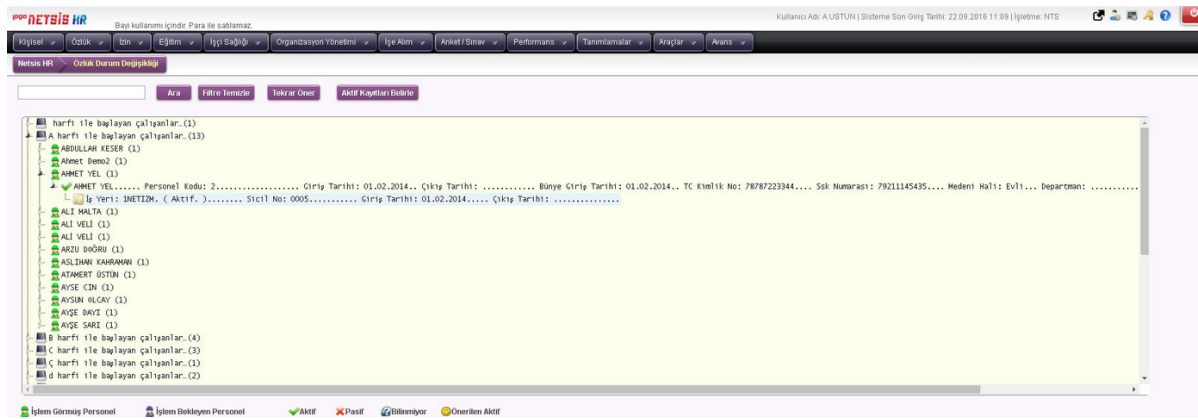 logo NETSİS HR
Bayi kullanımı içindir. Para ile satılamaz.
Kullanıcı Adı: A.USTUN | Sisteme Son Giriş Tarihi: 22.09.2016 11:09 | İşletme: NTS
Kişisel Özlük İzin Eğitim İşçi Sağlığı Organizasyon Yönetimi İşe Alım Anket / Sınav Performans Tanımlamalar Araçlar Avans
Netsis HR Özlük Durum Değişikliği
Ara Filtre Temizle Tekrar Öner Aktif Kayıtları Belirle
harfi ile başlayan çalışanlar…(1)
A harfi ile başlayan çalışanlar…(13)
ABDULLAH KESER (1)
Ahmet Demo2 (1)
AHMET YEL (1)
AHMET YEL...... Personel Kodu: 2................. Giriş Tarihi: 01.02.2014.. Çıkış Tarihi: ........... Bünye Giriş Tarihi: 01.02.2014.. TC Kimlik No: 78787223344.... Ssk Numarası: 79211145435.... Medeni Hali: Evli... Departman: ...........
İş Yeri: 1NETIZM. ( Aktif. )........ Sicil No: 0005........... Giriş Tarihi: 01.02.2014..... Çıkış Tarihi: ...............
ALI MALTA (1)
ALİ VELİ (1)
ALİ VELİ (1)
ARZU DOĞRU (1)
ASLIHAN KAHRAMAN (1)
ATAMERT ÜSTÜN (1)
AYSE CIN (1)
AYSUN OLCAY (1)
AYŞE DAYI (1)
AYŞE SARI (1)
B harfi ile başlayan çalışanlar…(4)
C harfi ile başlayan çalışanlar…(3)
Ç harfi ile başlayan çalışanlar…(1)
d harfi ile başlayan çalışanlar…(2)
İşlem Görmüş Personel İşlem Bekleyen Personel Aktif Pasif Bilinmiyor Önerilen Aktif